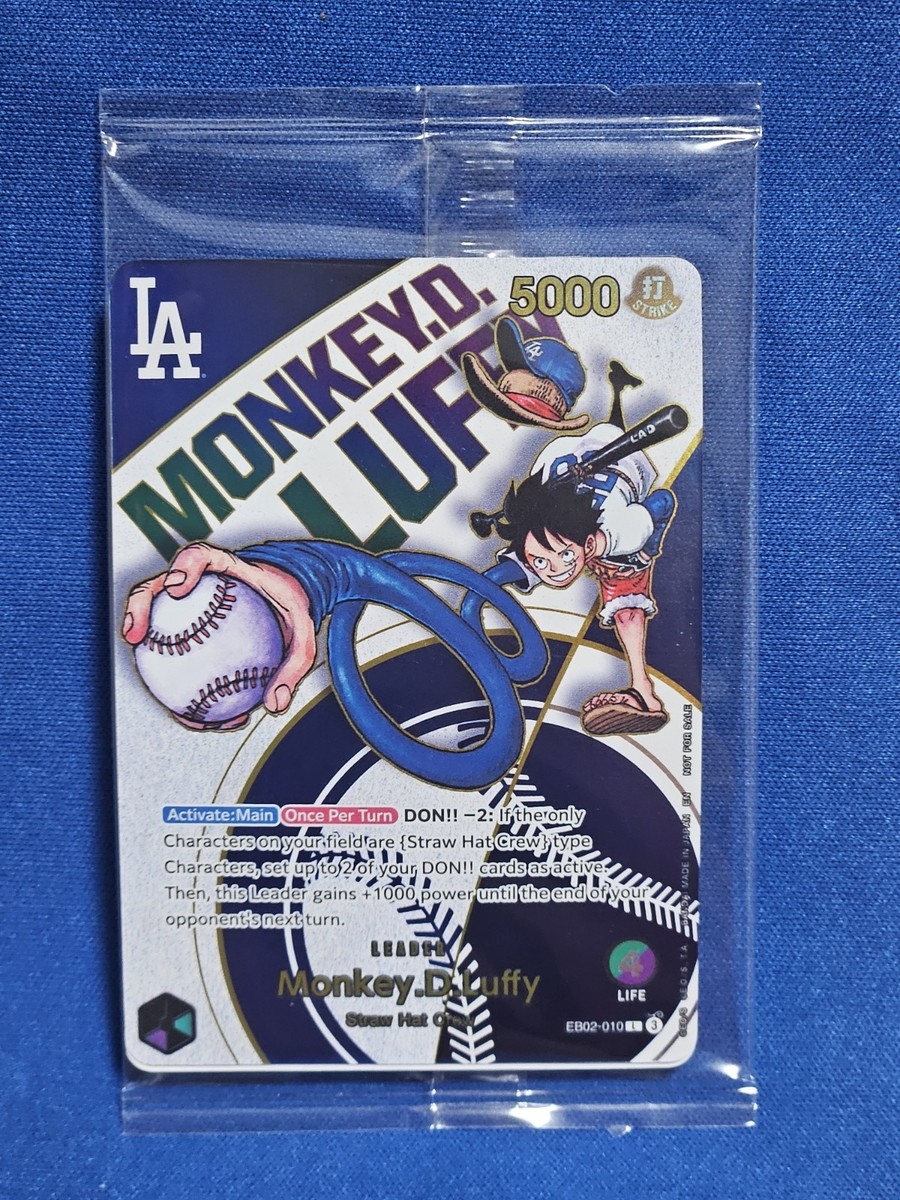 LA
MONKEY.D.
LUFFY
5000
打
STRIKE
LA
LAD
Activate:Main Once Per Turn DON!! −2: If the only
Characters on your field are {Straw Hat Crew} type
Characters, set up to 2 of your DON!! cards as active.
Then, this Leader gains +1000 power until the end of your
opponent's next turn.
LEADER
Monkey.D.Luffy
Straw Hat Crew
4
LIFE
EB02-010 L 3
MADE IN JAPAN EN NOT FOR SALE